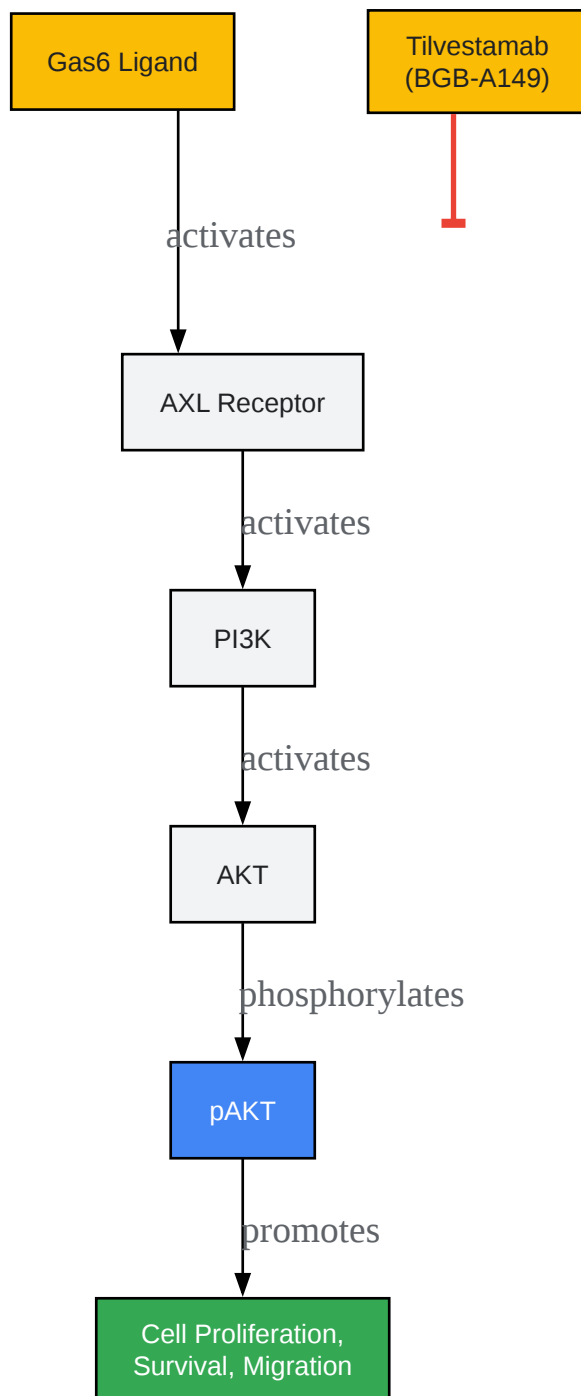 Gas6 Ligand
Tilvestamab
(BGB-A149)
activates
AXL Receptor
activates
PI3K
activates
AKT
phosphorylates
pAKT
promotes
Cell Proliferation,
Survival, Migration